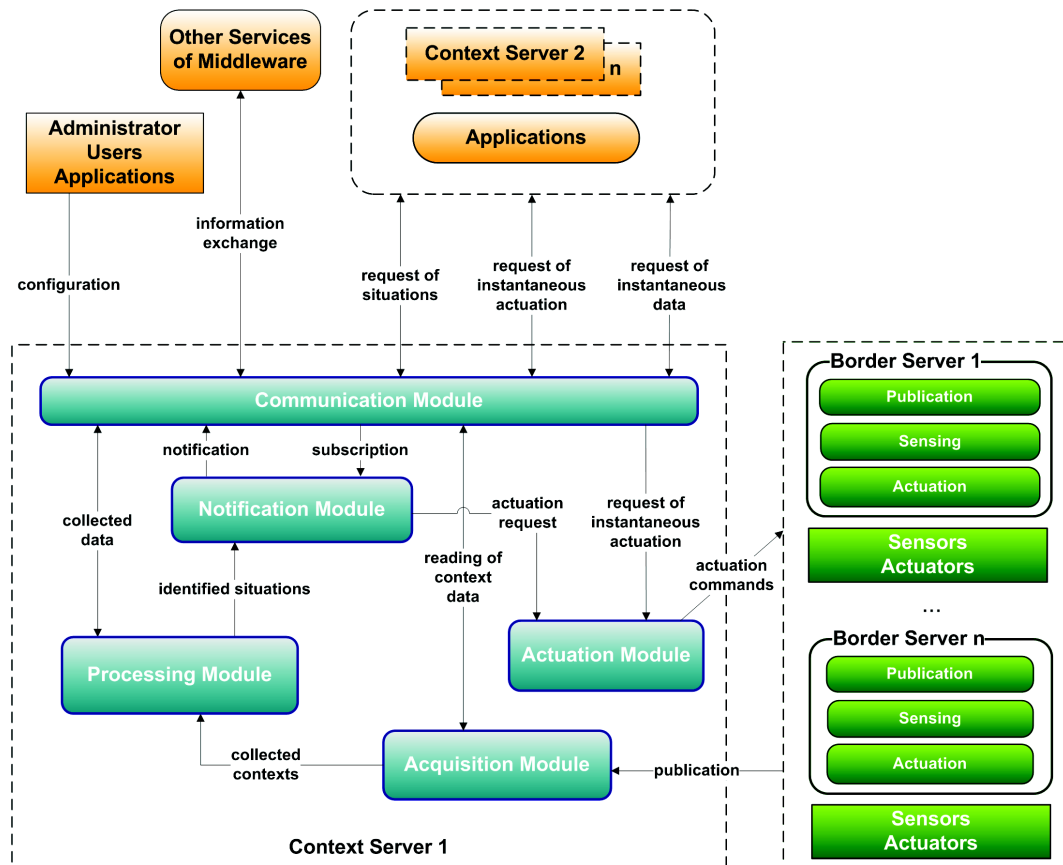 Other Services
of Middleware
Context Server 2
n
Applications
Administrator
Users
Applications
information
exchange
configuration
request of
situations
request of
instantaneous
actuation
request of
instantaneous
data
Communication Module
notification
subscription
Notification Module
collected
data
identified situations
actuation
request
reading of
context
data
request of
instantaneous
actuation
actuation
commands
Processing Module
Actuation Module
collected
contexts
Acquisition Module
publication
Context Server 1
Border Server 1
Publication
Sensing
Actuation
Sensors
Actuators
...
Border Server n
Publication
Sensing
Actuation
Sensors
Actuators